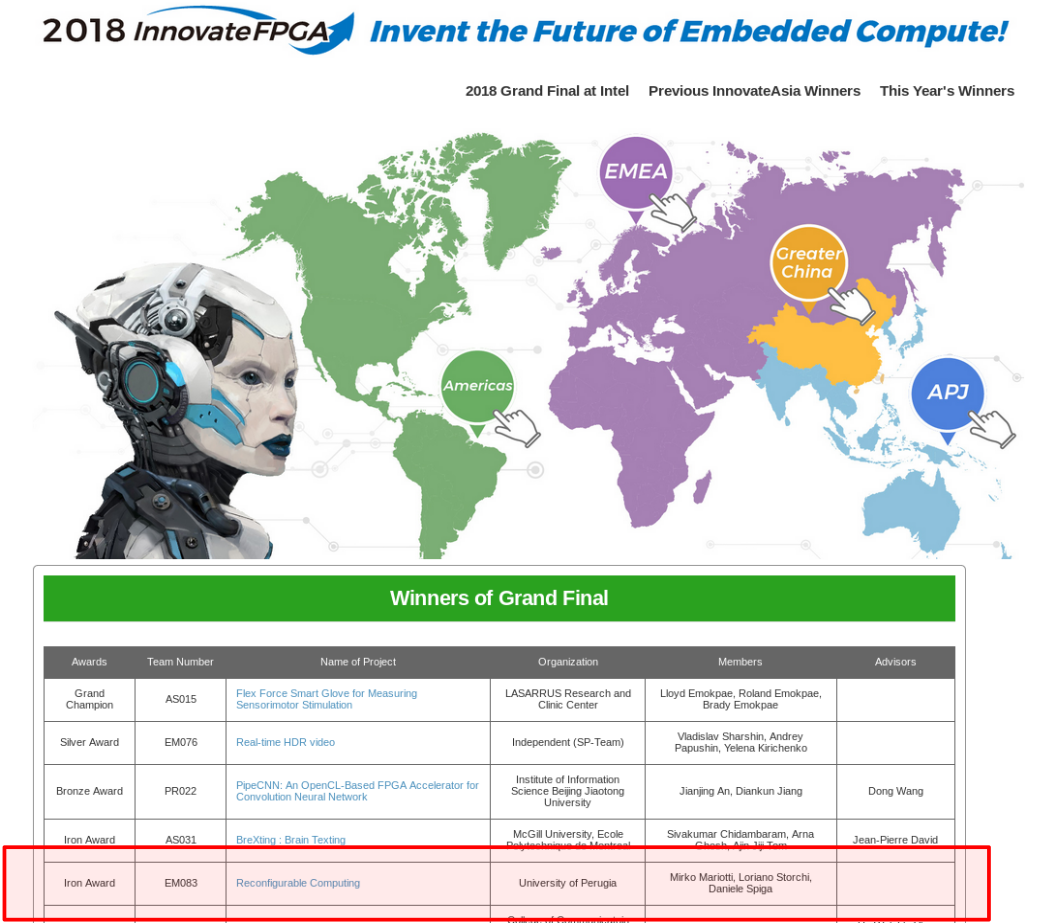 2018 InnovateFPGA Invent the Future of Embedded Compute!
2018 Grand Final at Intel Previous InnovateAsia Winners This Year's Winners
EMEA
Greater
China
Americas
APJ
Winners of Grand Final
Awards Team Number Name of Project Organization Members Advisors
Grand
Champion
AS015
Flex Force Smart Glove for Measuring
Sensorimotor Stimulation
LASARRUS Research and
Clinic Center
Lloyd Emokpae, Roland Emokpae,
Brady Emokpae
Silver Award
EM076
Real-time HDR video
Independent (SP-Team)
Vladislav Sharshin, Andrey
Papushin, Yelena Kirichenko
Bronze Award
PR022
PipeCNN: An OpenCL-Based FPGA Accelerator for
Convolution Neural Network
Institute of Information
Science Beijing Jiaotong
University
Jianjing An, Diankun Jiang
Dong Wang
Iron Award
AS031
BreXting : Brain Texting
McGill University, Ecole
Polytechnique de Montreal
Sivakumar Chidambaram, Arna
Ghosh, Ajin Jiji Tom
Jean-Pierre David
Iron Award
EM083
Reconfigurable Computing
University of Perugia
Mirko Mariotti, Loriano Storchi,
Daniele Spiga